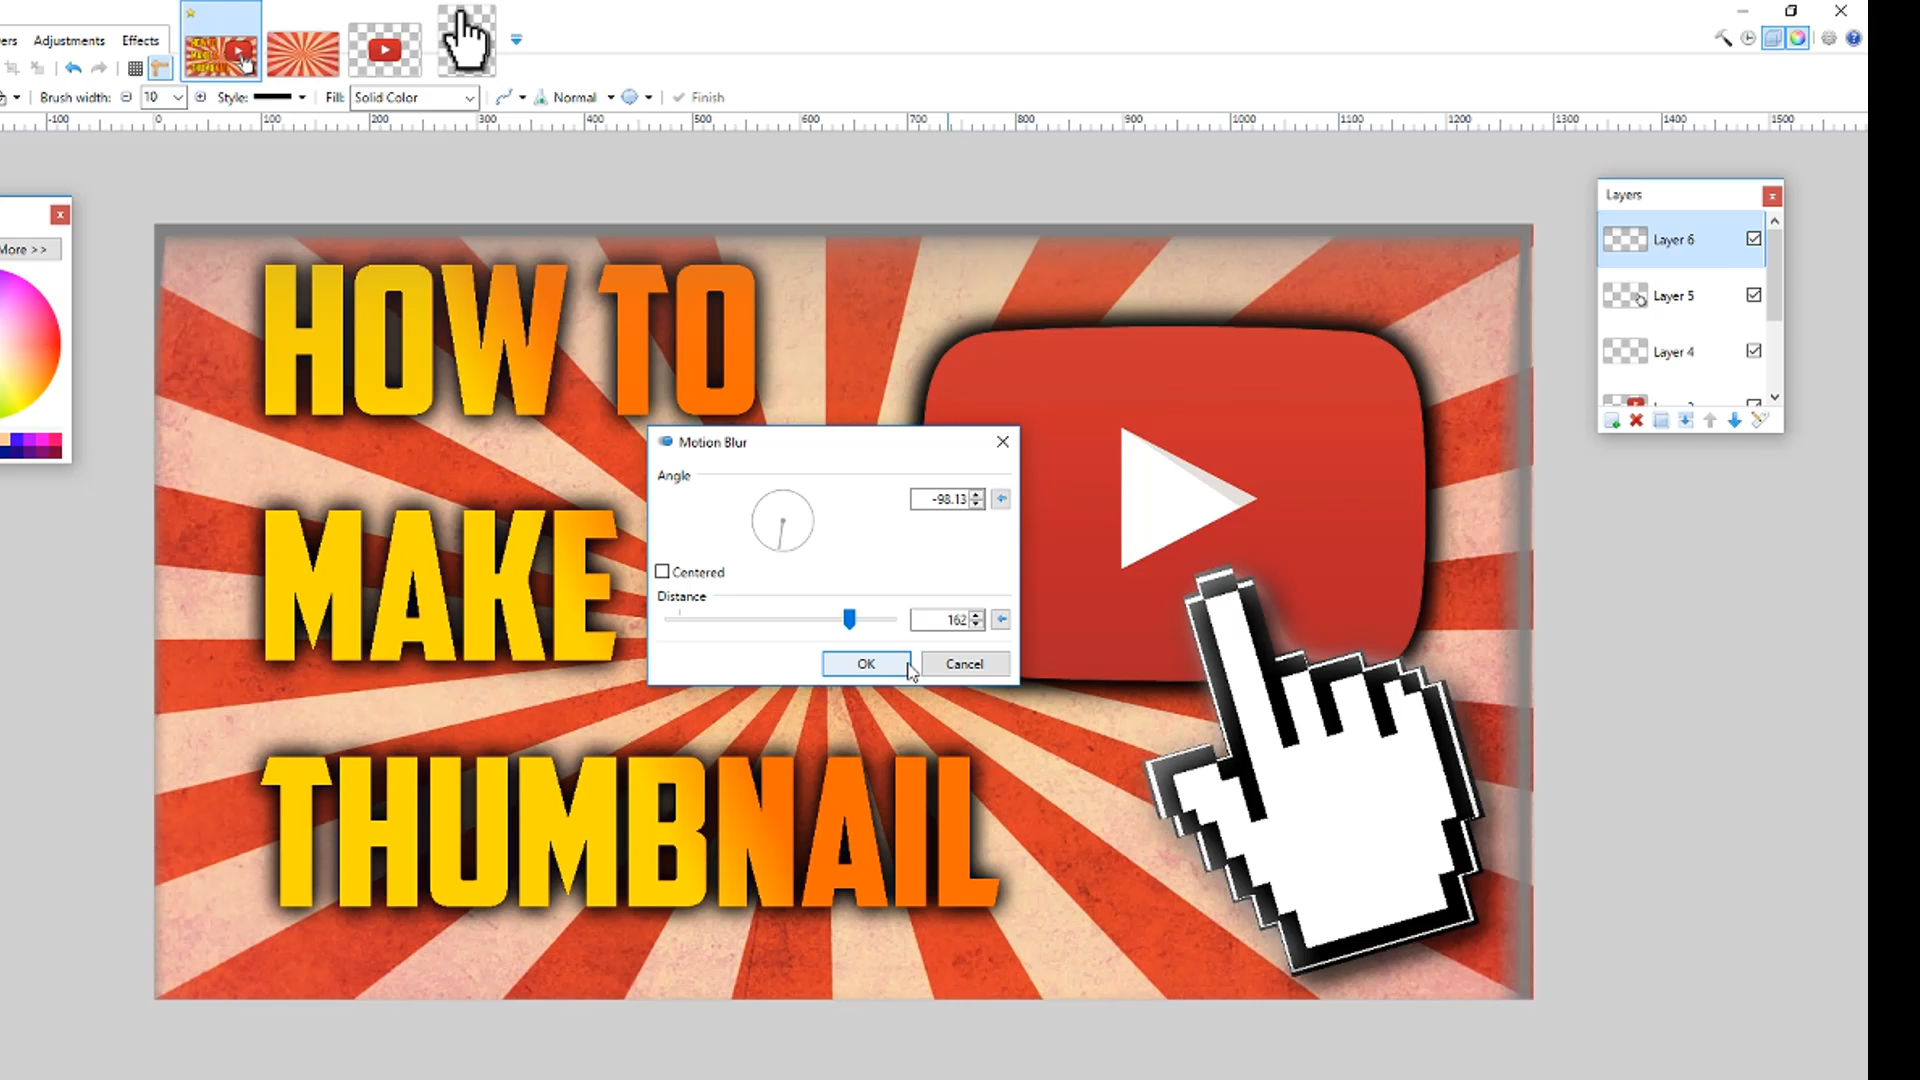 ers Adjustments Effects
Brush width: 10 Style: Fill: Solid Color Normal Finish
-100 0 100 200 300 400 500 600 700 800 900 1000 1100 1200 1300 1400 1500
More >>
Layers
Layer 6
Layer 5
Layer 4
HOW TO
MAKE
THUMBNAIL
Motion Blur
Angle
-98.13
Centered
Distance
162
OK Cancel